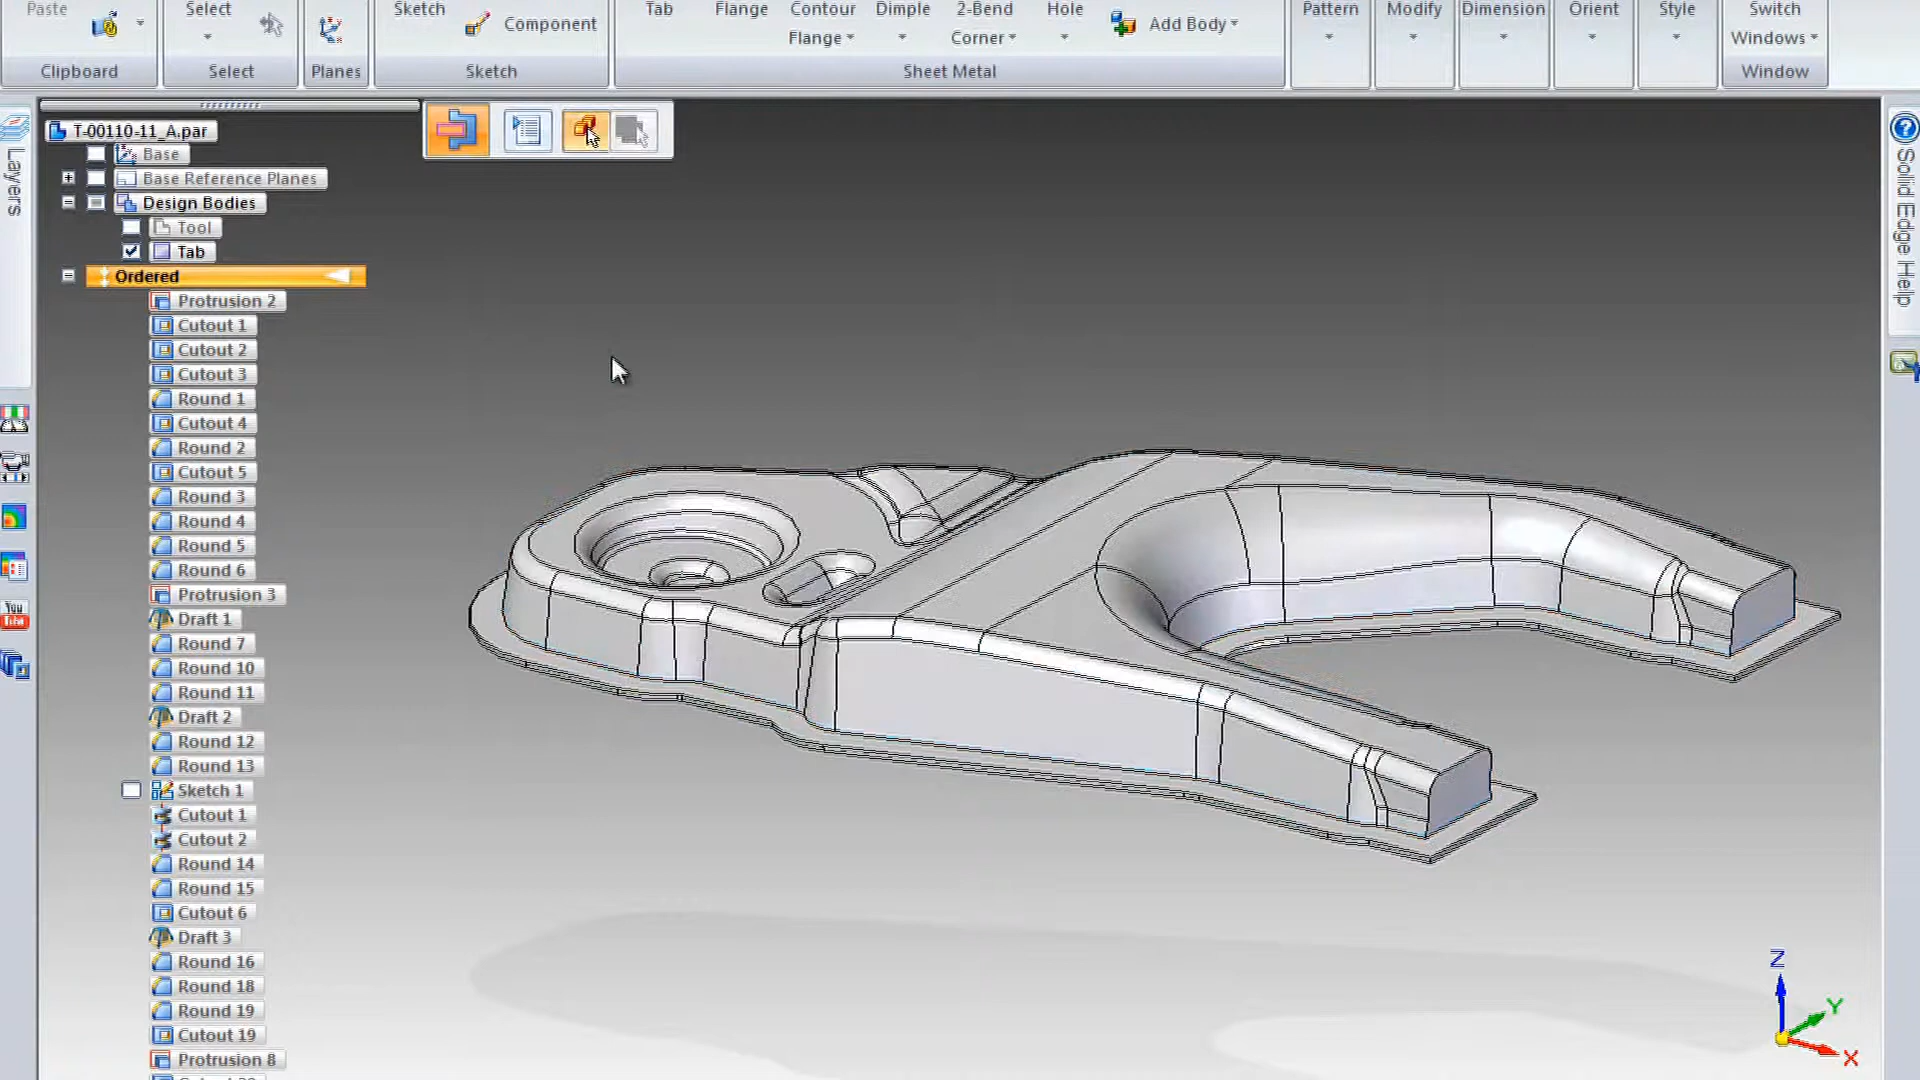 Paste
Select
Sketch
Component
Tab
Flange
Contour
Flange
Dimple
2-Bend
Corner
Hole
Add Body
Pattern
Modify
Dimension
Orient
Style
Switch
Windows
Clipboard
Select
Planes
Sketch
Sheet Metal
Window
Layers
T-00110-11_A.par
Base
Base Reference Planes
Design Bodies
Tool
Tab
Ordered
Protrusion 2
Cutout 1
Cutout 2
Cutout 3
Round 1
Cutout 4
Round 2
Cutout 5
Round 3
Round 4
Round 5
Round 6
Protrusion 3
Draft 1
Round 7
Round 10
Round 11
Draft 2
Round 12
Round 13
Sketch 1
Cutout 1
Cutout 2
Round 14
Round 15
Cutout 6
Draft 3
Round 16
Round 18
Round 19
Cutout 19
Protrusion 8
You
Tube
Solid Edge Help
Z
Y
X